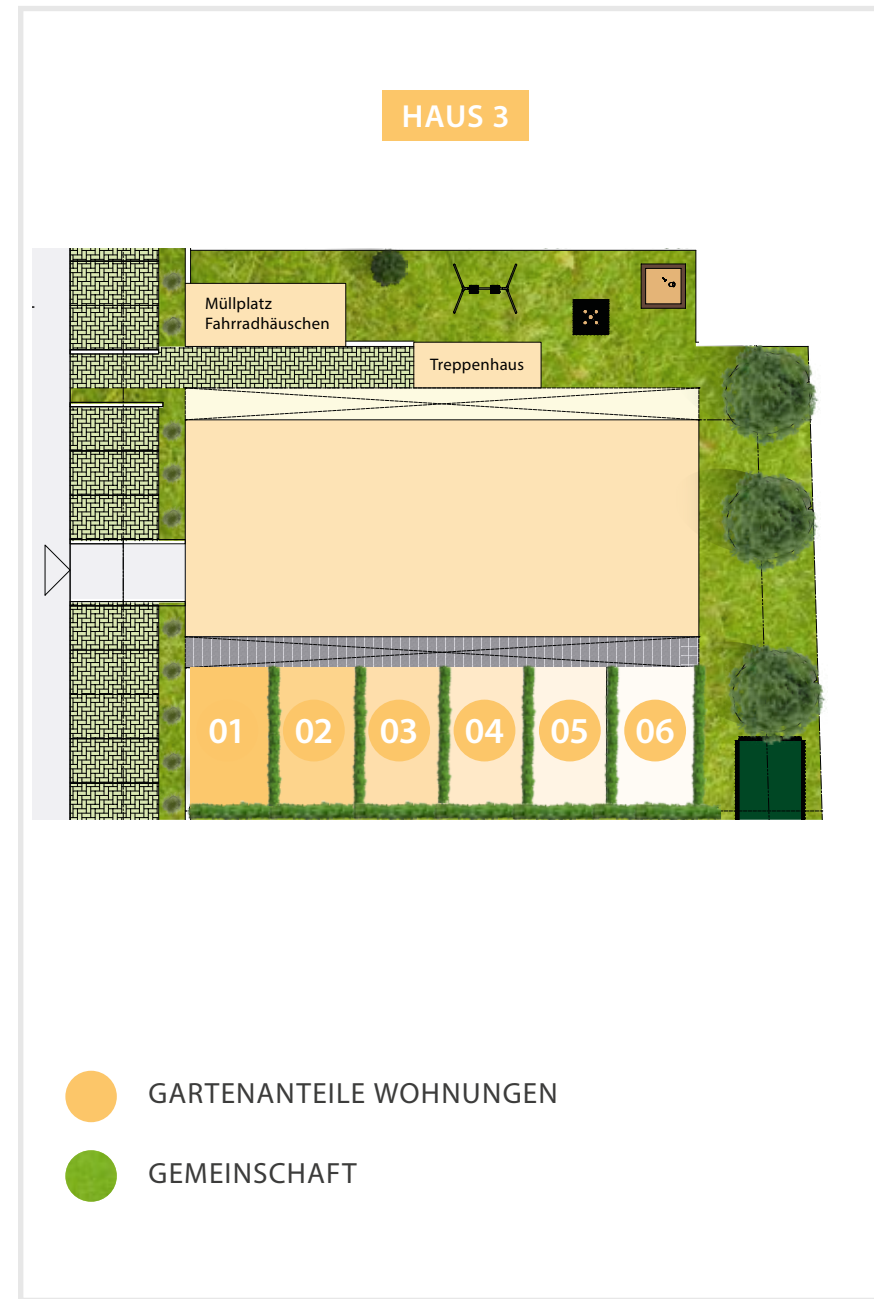 HAUS 3
Müllplatz
Fahrradhäuschen
Treppenhaus
01 02 03 04 05 06
GARTENANTEILE WOHNUNGEN
GEMEINSCHAFT